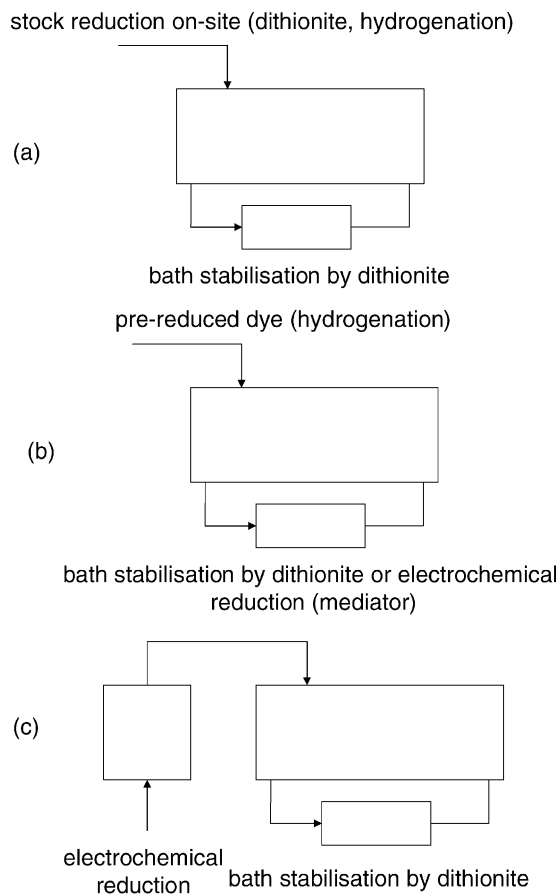 stock reduction on-site (dithionite, hydrogenation)
(a)
bath stabilisation by dithionite
pre-reduced dye (hydrogenation)
(b)
bath stabilisation by dithionite or electrochemical
reduction (mediator)
(c)
electrochemical
reduction
bath stabilisation by dithionite